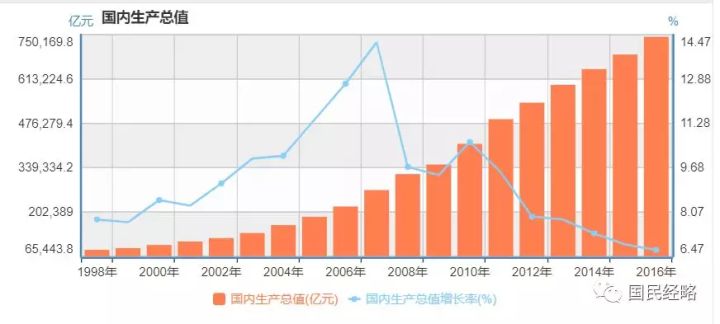 亿元 国内生产总值 %
750,169.8 14.47
613,224.6 12.88
476,279.4 11.28
339,334.2 9.68
202,389 8.07
65,443.8 6.47
1998年 2000年 2002年 2004年 2006年 2008年 2010年 2012年 2014年 2016年
国内生产总值(亿元) 国内生产总值增长率(%)
国民经略